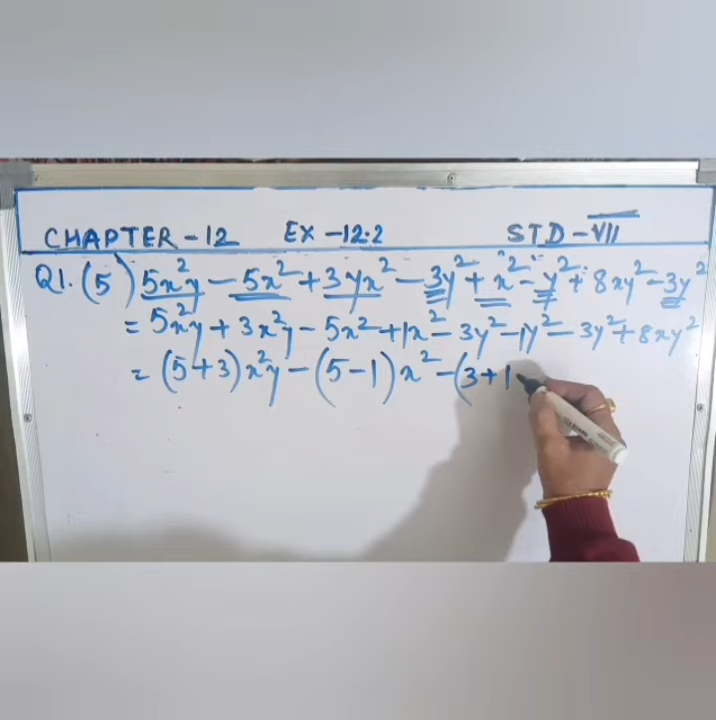 CHAPTER - 12 EX - 12.2 STD - VII
Q1. (5) 5x²y - 5x² + 3yx² - 3y² + x² - y² + 8xy² - 3y²
= 5x²y + 3x²y - 5x² + 1x² - 3y² - 1y² - 3y² + 8xy²
= (5+3)x²y - (5-1)x² - (3+1